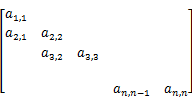 a₁,₁
a₂,₁ a₂,₂
a₃,₂ a₃,₃
aₙ,ₙ₋₁ aₙ,ₙ